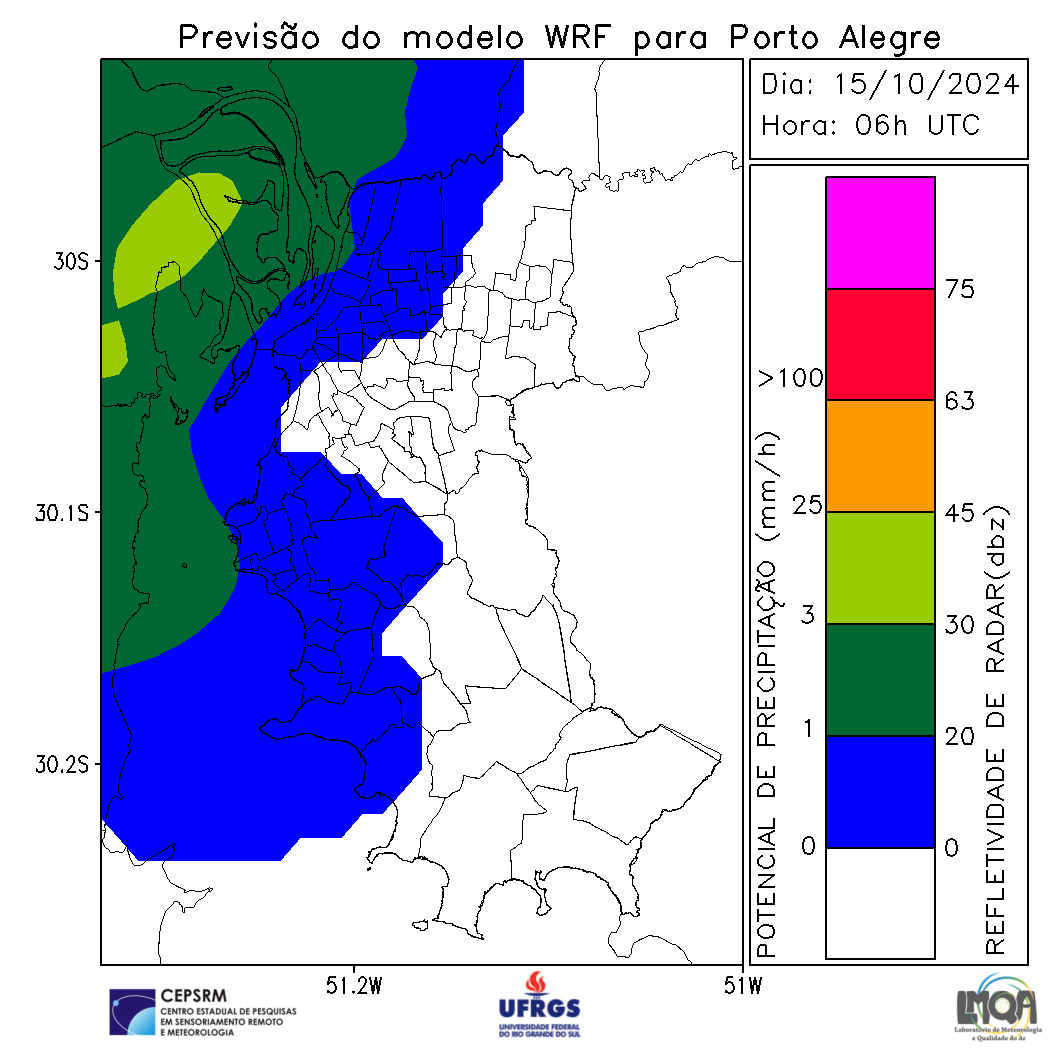 Previsão do modelo WRF para Porto Alegre
Dia: 15/10/2024
Hora: 06h UTC
30S
30.1S
30.2S
51.2W
51W
POTENCIAL DE PRECIPITAÇÃO (mm/h)
>100
25
3
1
0
75
63
45
30
20
0
REFLETIVIDADE DE RADAR(dbz)
CEPSRM
CENTRO ESTADUAL DE PESQUISAS
EM SENSORIAMENTO REMOTO
E METEOROLOGIA
UFRGS
UNIVERSIDADE FEDERAL
DO RIO GRANDE DO SUL
LMQA
Laboratório de Meteorologia
e Qualidade do Ar